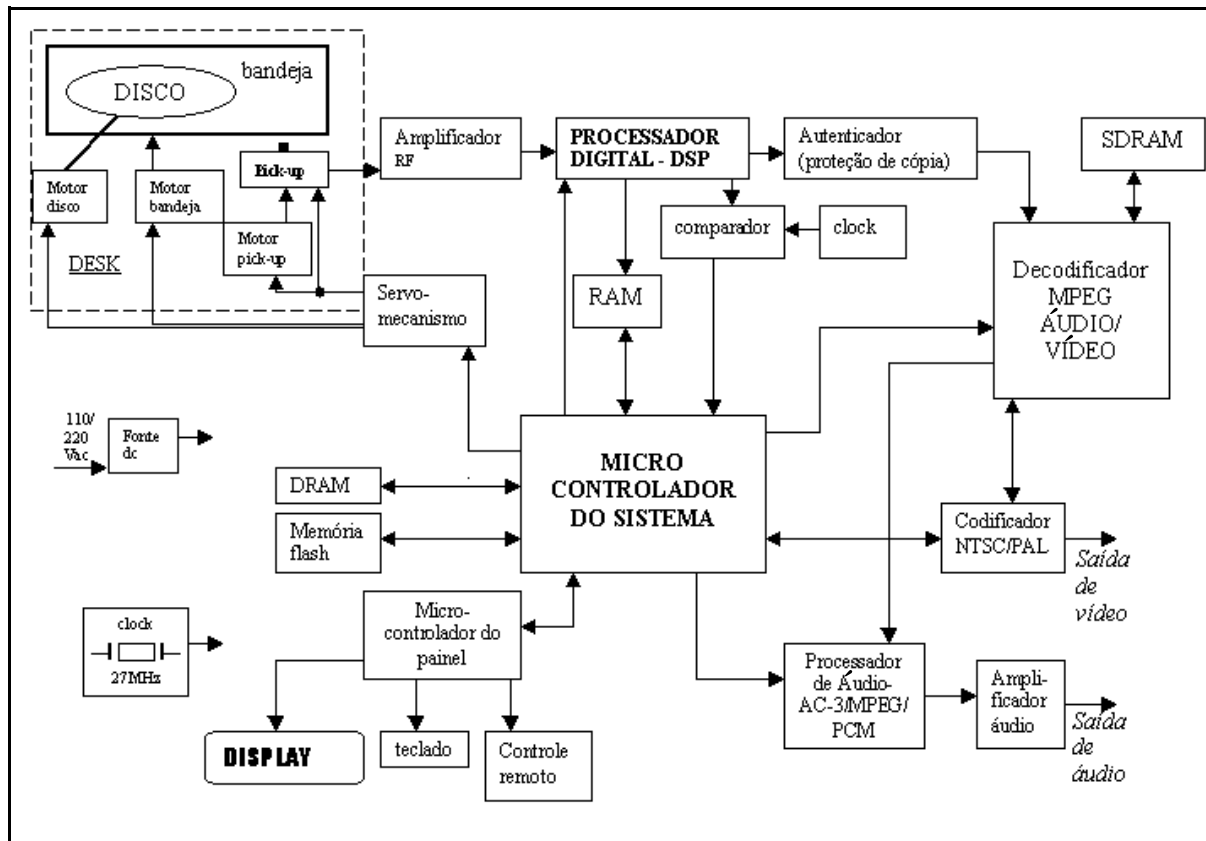 bandeja
DISCO
Amplificador
RF
PROCESSADOR
DIGITAL - DSP
Autenticador
(proteção de cópia)
SDRAM
Pick-up
Motor
disco
Motor
bandeja
Motor
pick-up
DESK
comparador
clock
RAM
Servo-
mecanismo
Decodificador
MPEG
ÁUDIO/
VÍDEO
110/
220
Vac
Fonte
dc
MICRO
CONTROLADOR
DO SISTEMA
DRAM
Memória
flash
Codificador
NTSC/PAL
Saída
de
vídeo
clock
27MHz
Micro-
controlador do
painel
Processador
de Áudio-
AC-3/MPEG/
PCM
Ampli-
ficador
áudio
Saída
de
áudio
DISPLAY
teclado
Controle
remoto